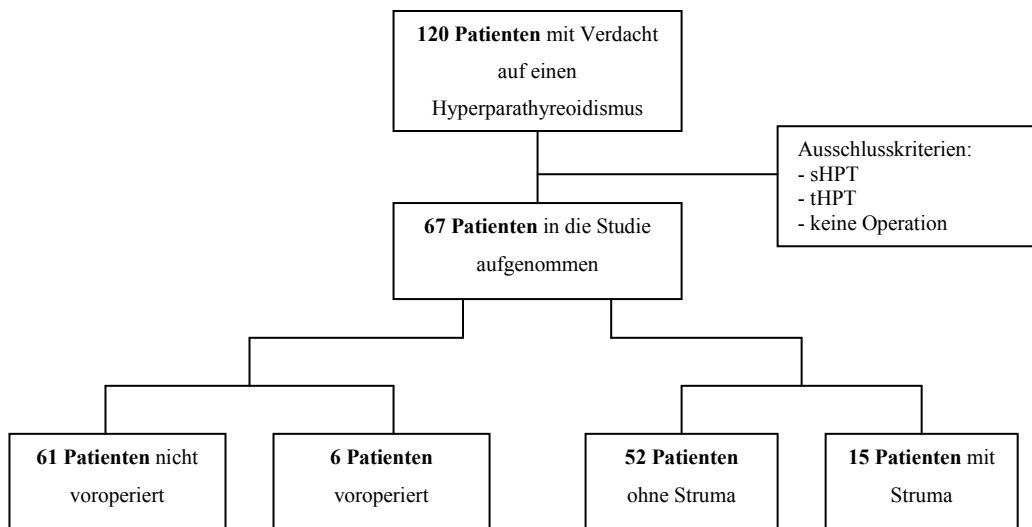 120 Patienten mit Verdacht
auf einen
Hyperparathyreoidismus
Ausschlusskriterien:
- sHPT
- tHPT
- keine Operation
67 Patienten in die Studie
aufgenommen
61 Patienten nicht
voroperiert
6 Patienten
voroperiert
52 Patienten
ohne Struma
15 Patienten mit
Struma